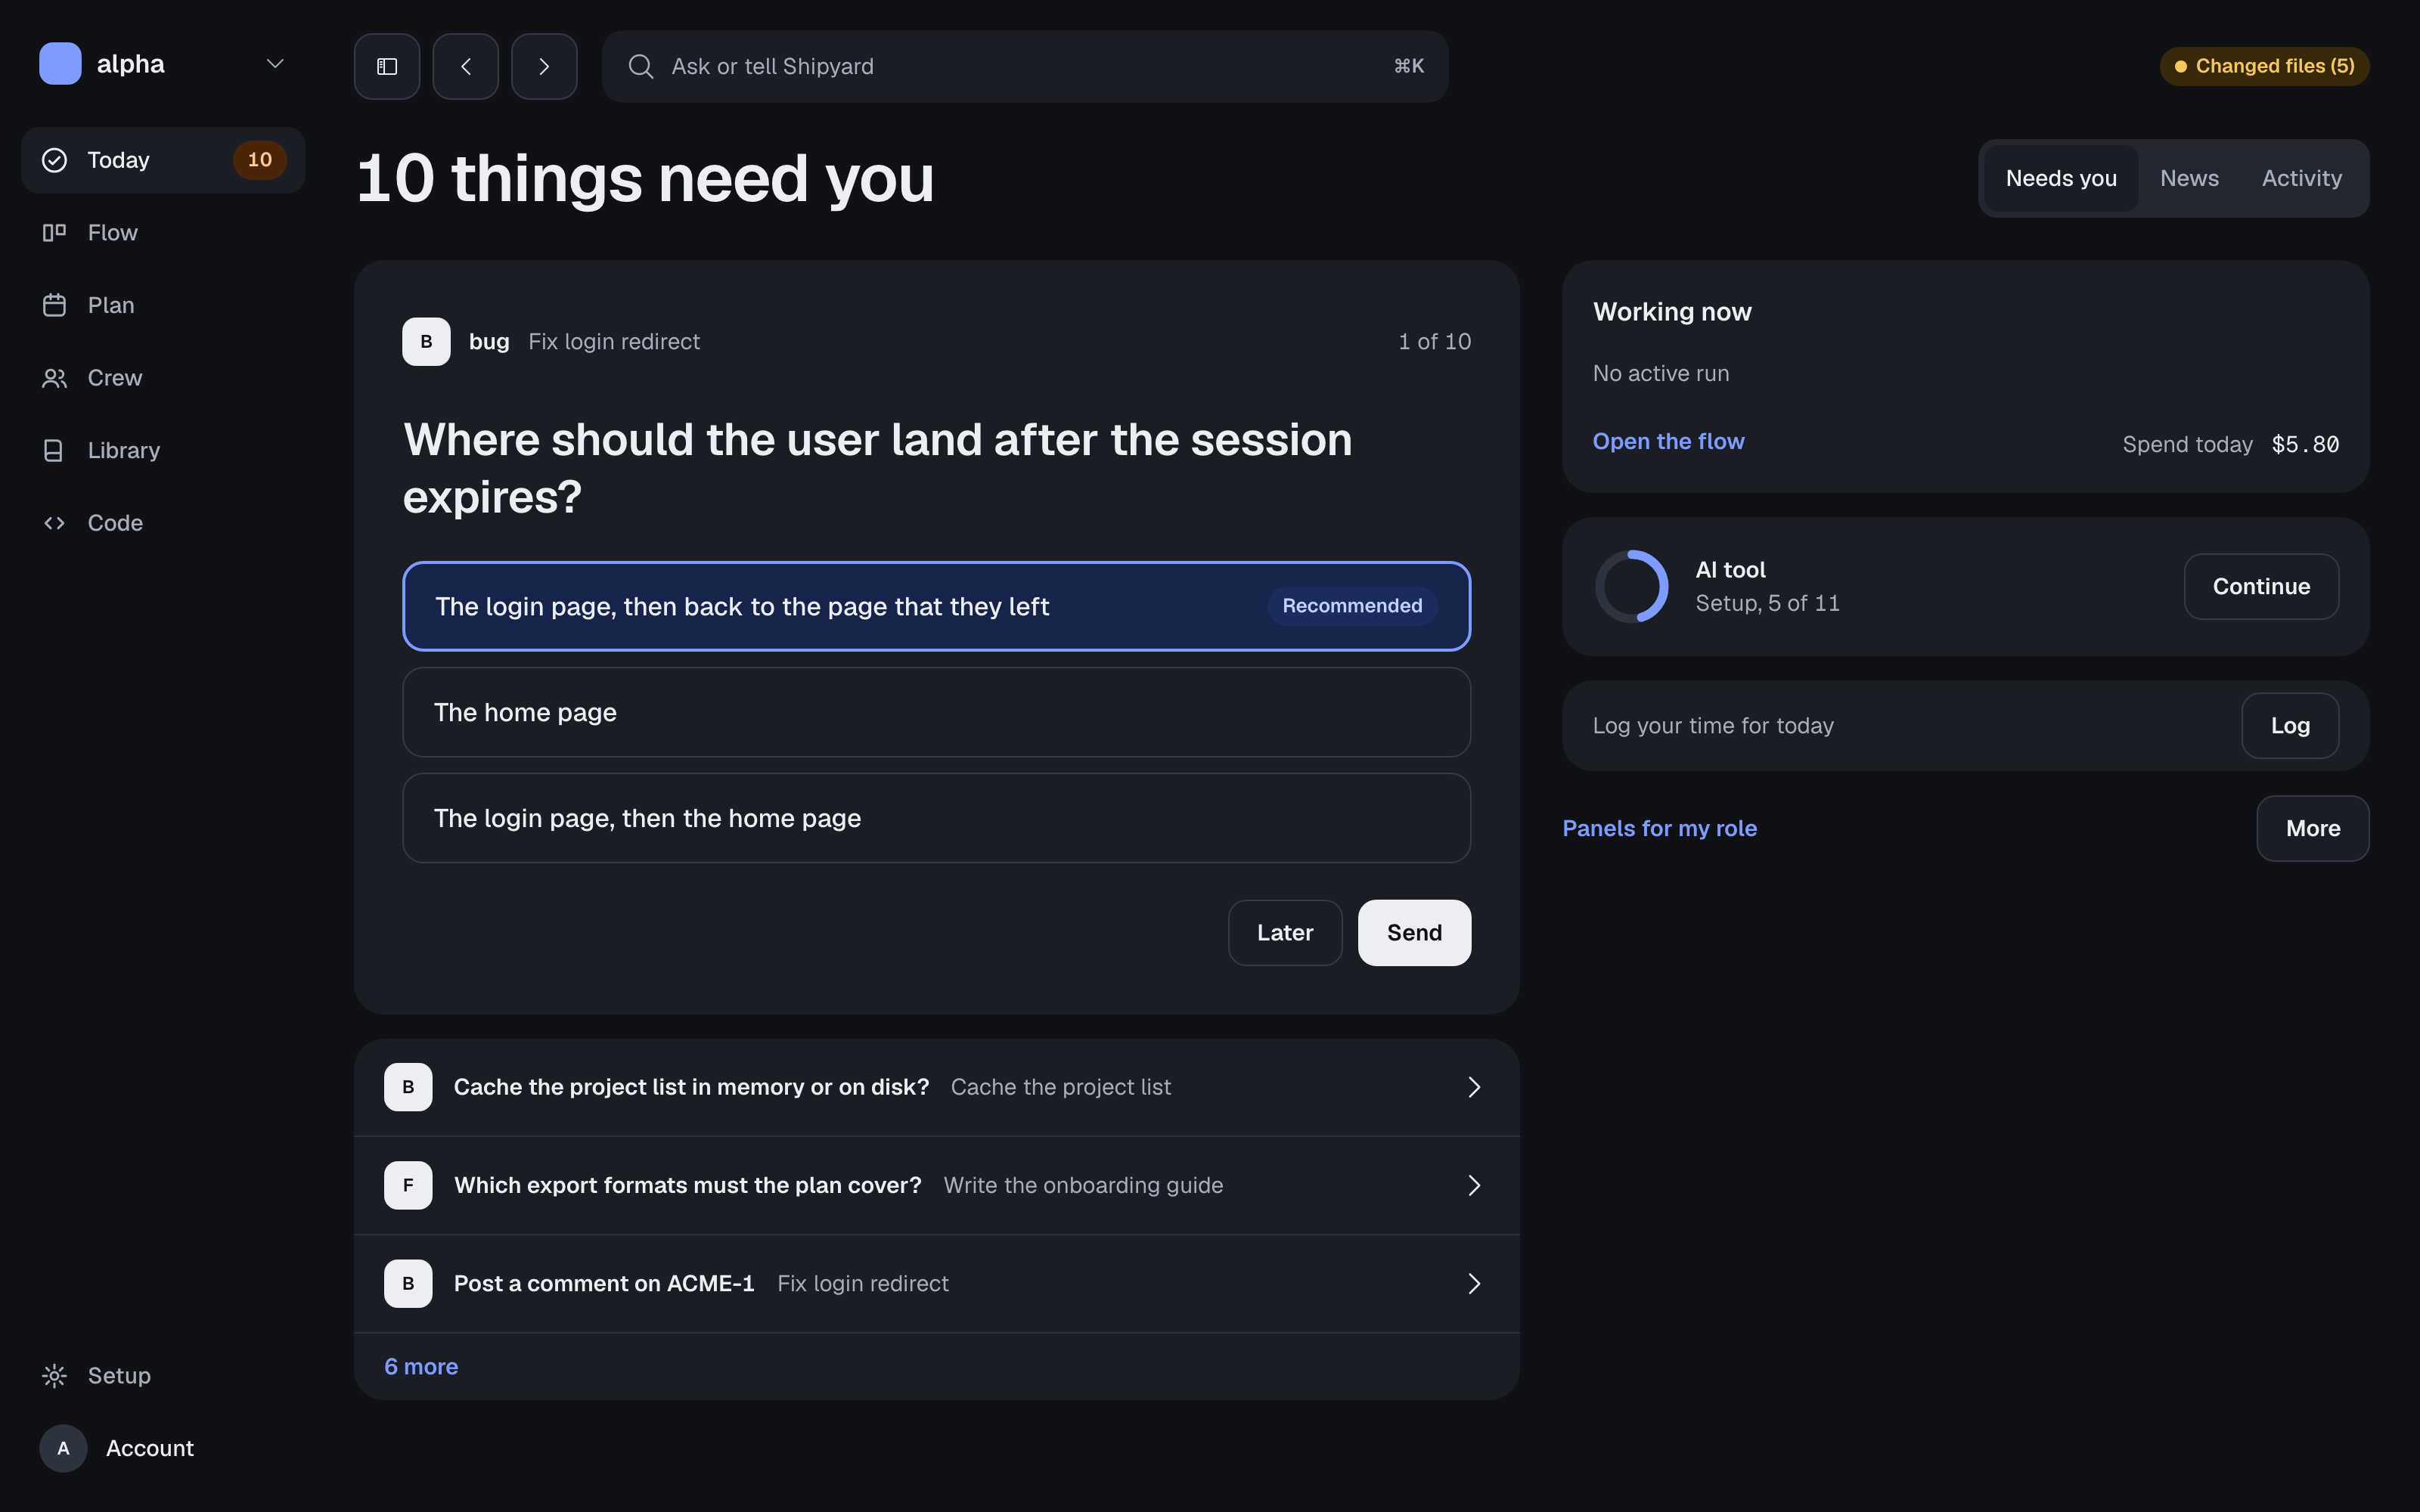 alpha
Ask or tell Shipyard
⌘K
Changed files (5)
Today
10
Flow
Plan
Crew
Library
Code
Setup
A
Account
10 things need you
Needs you
News
Activity
B
bug
Fix login redirect
1 of 10
Where should the user land after the session
expires?
The login page, then back to the page that they left
Recommended
The home page
The login page, then the home page
Later
Send
B
Cache the project list in memory or on disk?
Cache the project list
F
Which export formats must the plan cover?
Write the onboarding guide
B
Post a comment on ACME-1
Fix login redirect
6 more
Working now
No active run
Open the flow
Spend today
$5.80
AI tool
Setup, 5 of 11
Continue
Log your time for today
Log
Panels for my role
More